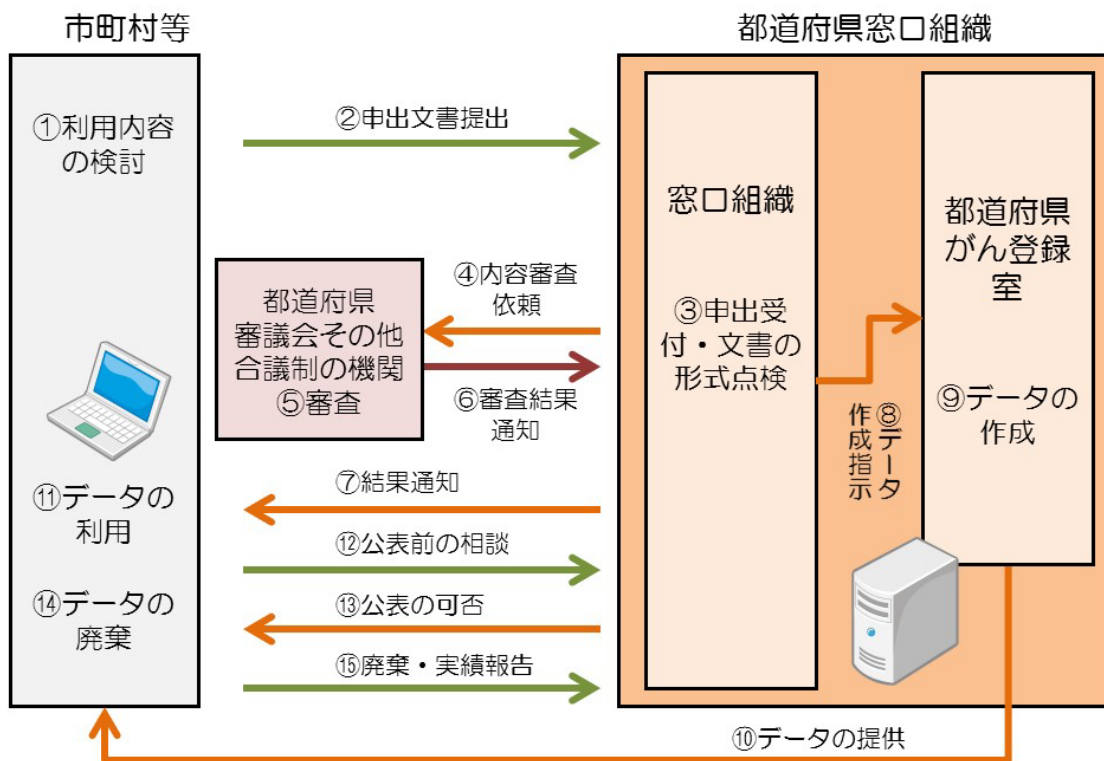 市町村等
都道府県窓口組織
①利用内容
の検討
②申出文書提出
窓口組織
③申出受
付・文書の
形式点検
④内容審査
依頼
都道府県
審議会その他
合議制の機関
⑤審査
⑥審査結果
通知
⑦結果通知
⑧データ
作成指示
都道府県
がん登録
室
⑨データの
作成
⑩データの提供
⑪データの
利用
⑫公表前の相談
⑬公表の可否
⑭データの
廃棄
⑮廃棄・実績報告